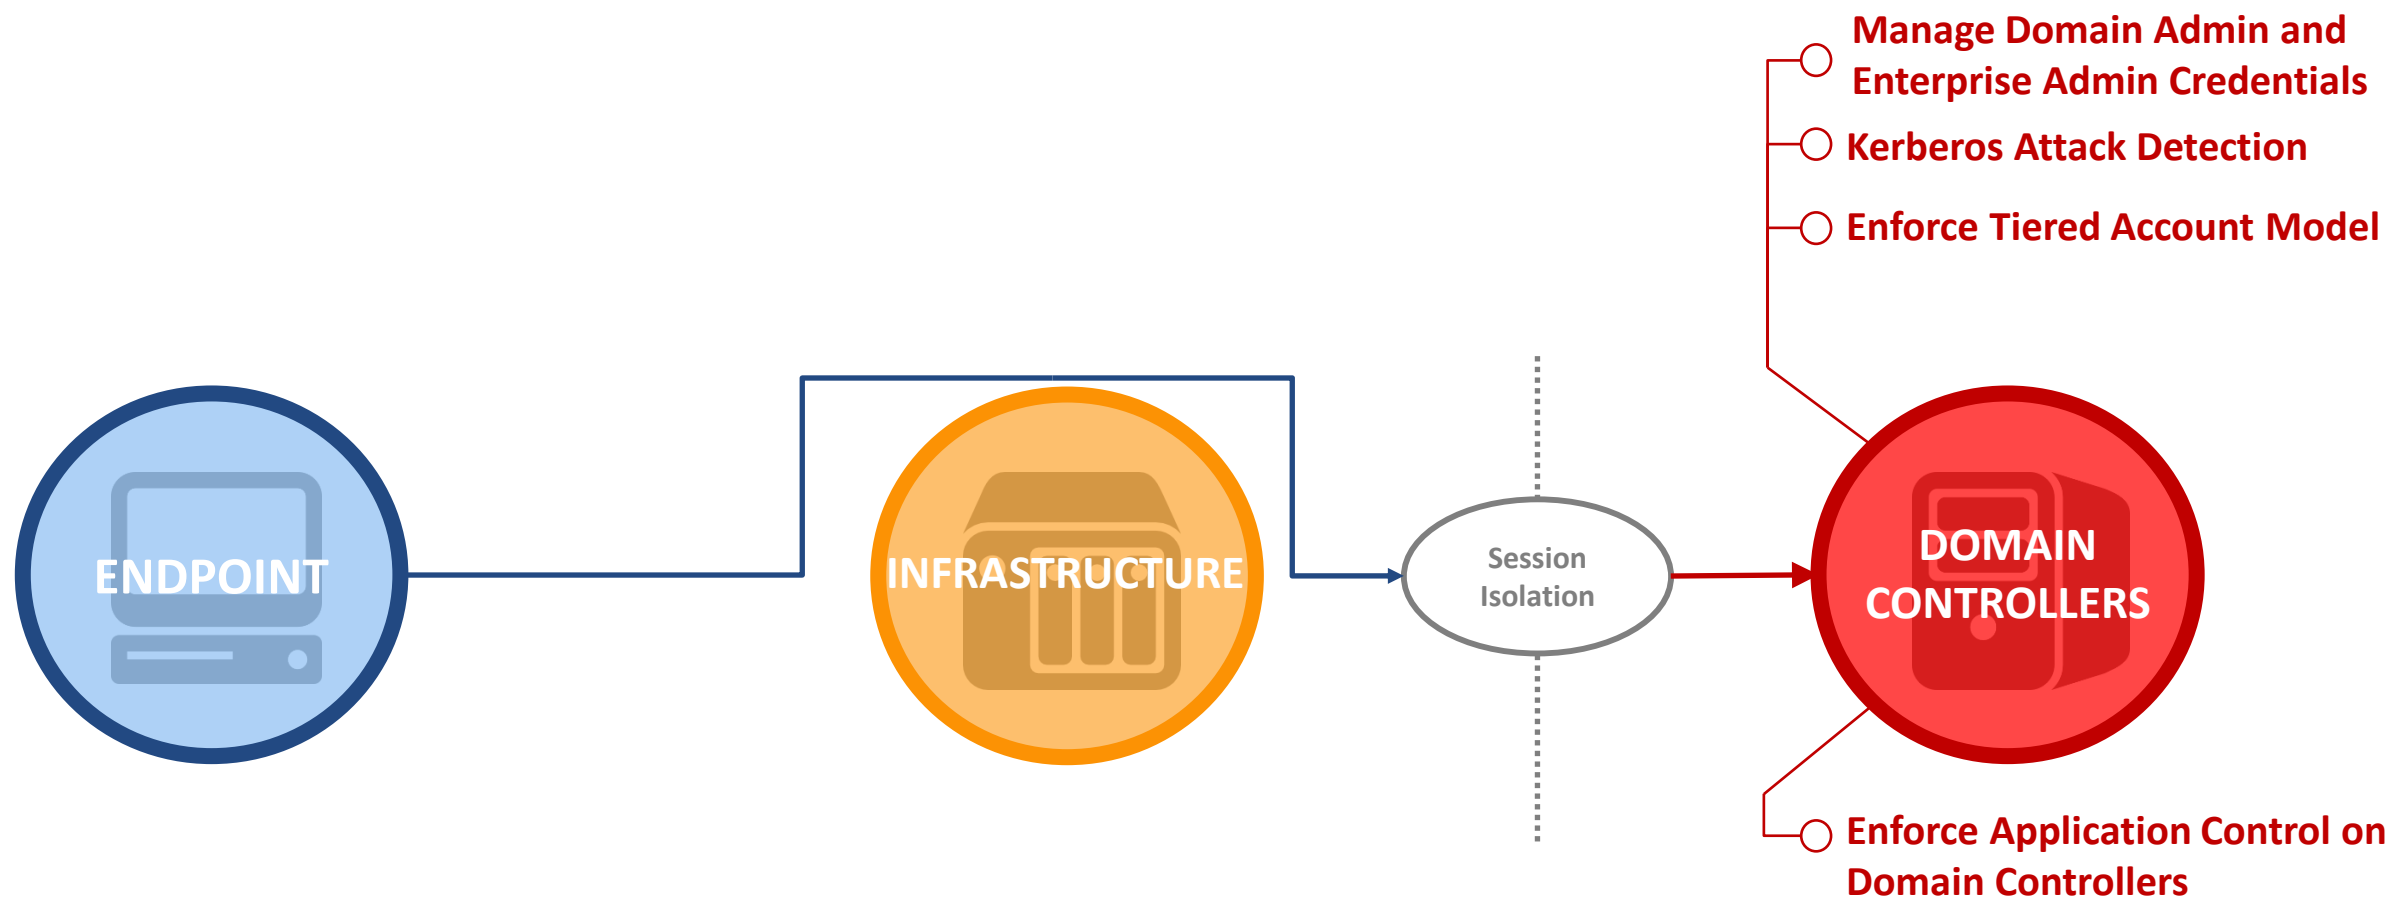 Manage Domain Admin and
Enterprise Admin Credentials
Kerberos Attack Detection
Enforce Tiered Account Model
ENDPOINT
INFRASTRUCTURE
Session
Isolation
DOMAIN
CONTROLLERS
Enforce Application Control on
Domain Controllers